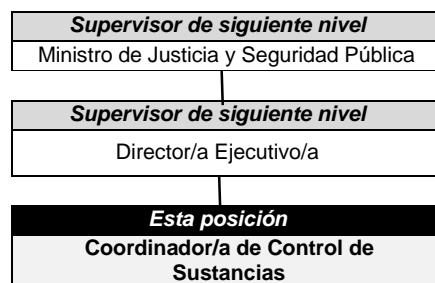 Supervisor de siguiente nivel
Ministro de Justicia y Seguridad Pública
Supervisor de siguiente nivel
Director/a Ejecutivo/a
Esta posición
Coordinador/a de Control de
Sustancias